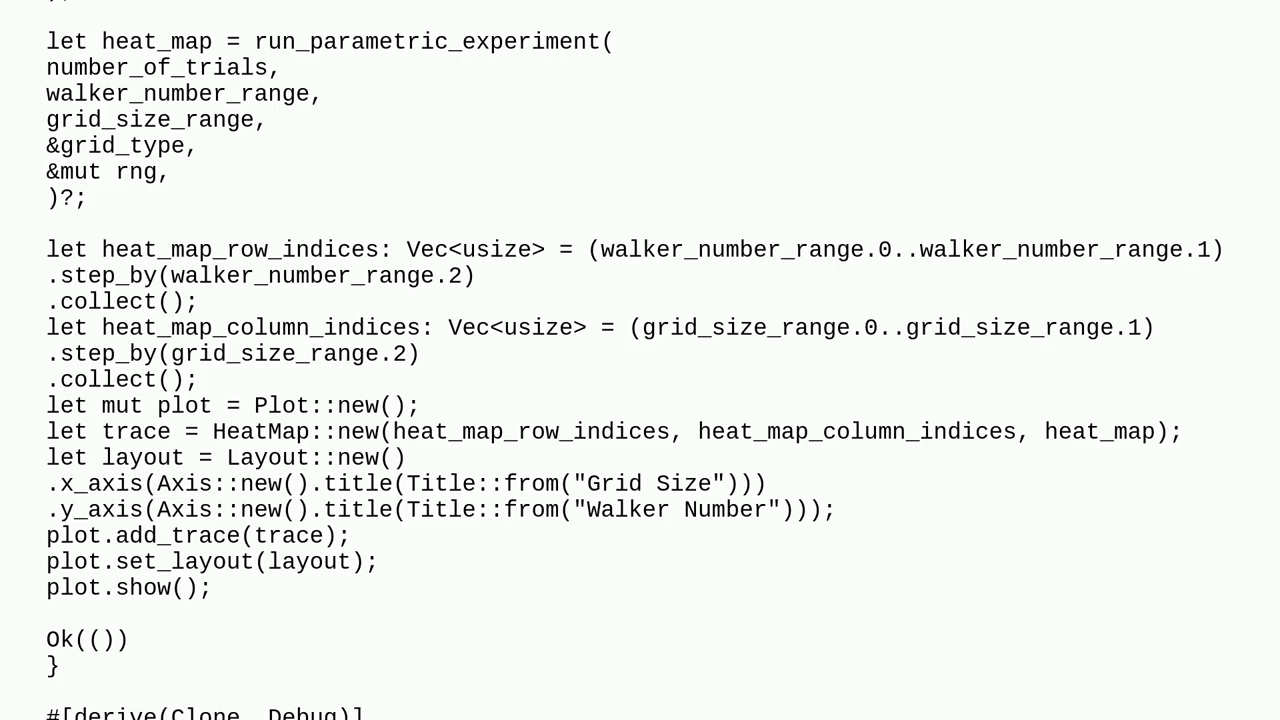 let heat_map = run_parametric_experiment(
number_of_trials,
walker_number_range,
grid_size_range,
&grid_type,
&mut rng,
)?;
let heat_map_row_indices: Vec<usize> = (walker_number_range.0..walker_number_range.1)
.step_by(walker_number_range.2)
.collect();
let heat_map_column_indices: Vec<usize> = (grid_size_range.0..grid_size_range.1)
.step_by(grid_size_range.2)
.collect();
let mut plot = Plot::new();
let trace = HeatMap::new(heat_map_row_indices, heat_map_column_indices, heat_map);
let layout = Layout::new()
.x_axis(Axis::new().title(Title::from("Grid Size")))
.y_axis(Axis::new().title(Title::from("Walker Number")));
plot.add_trace(trace);
plot.set_layout(layout);
plot.show();
Ok(())
}
#[derive(Clone, Debug)]